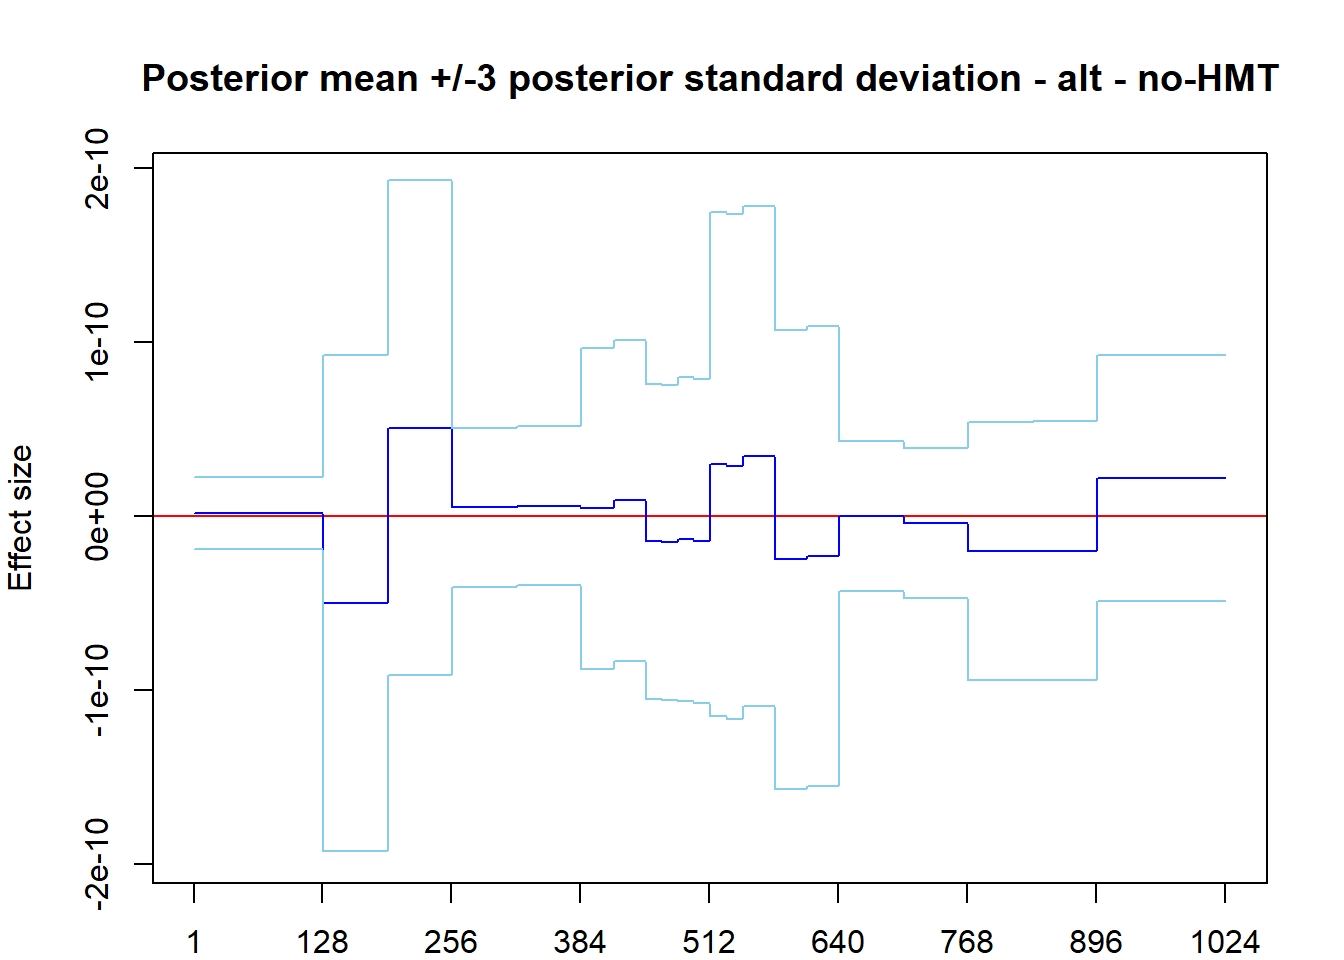 Posterior mean +/-3 posterior standard deviation - alt - no-HMT
Effect size
2e-10
1e-10
0e+00
-1e-10
-2e-10
1 128 256 384 512 640 768 896 1024